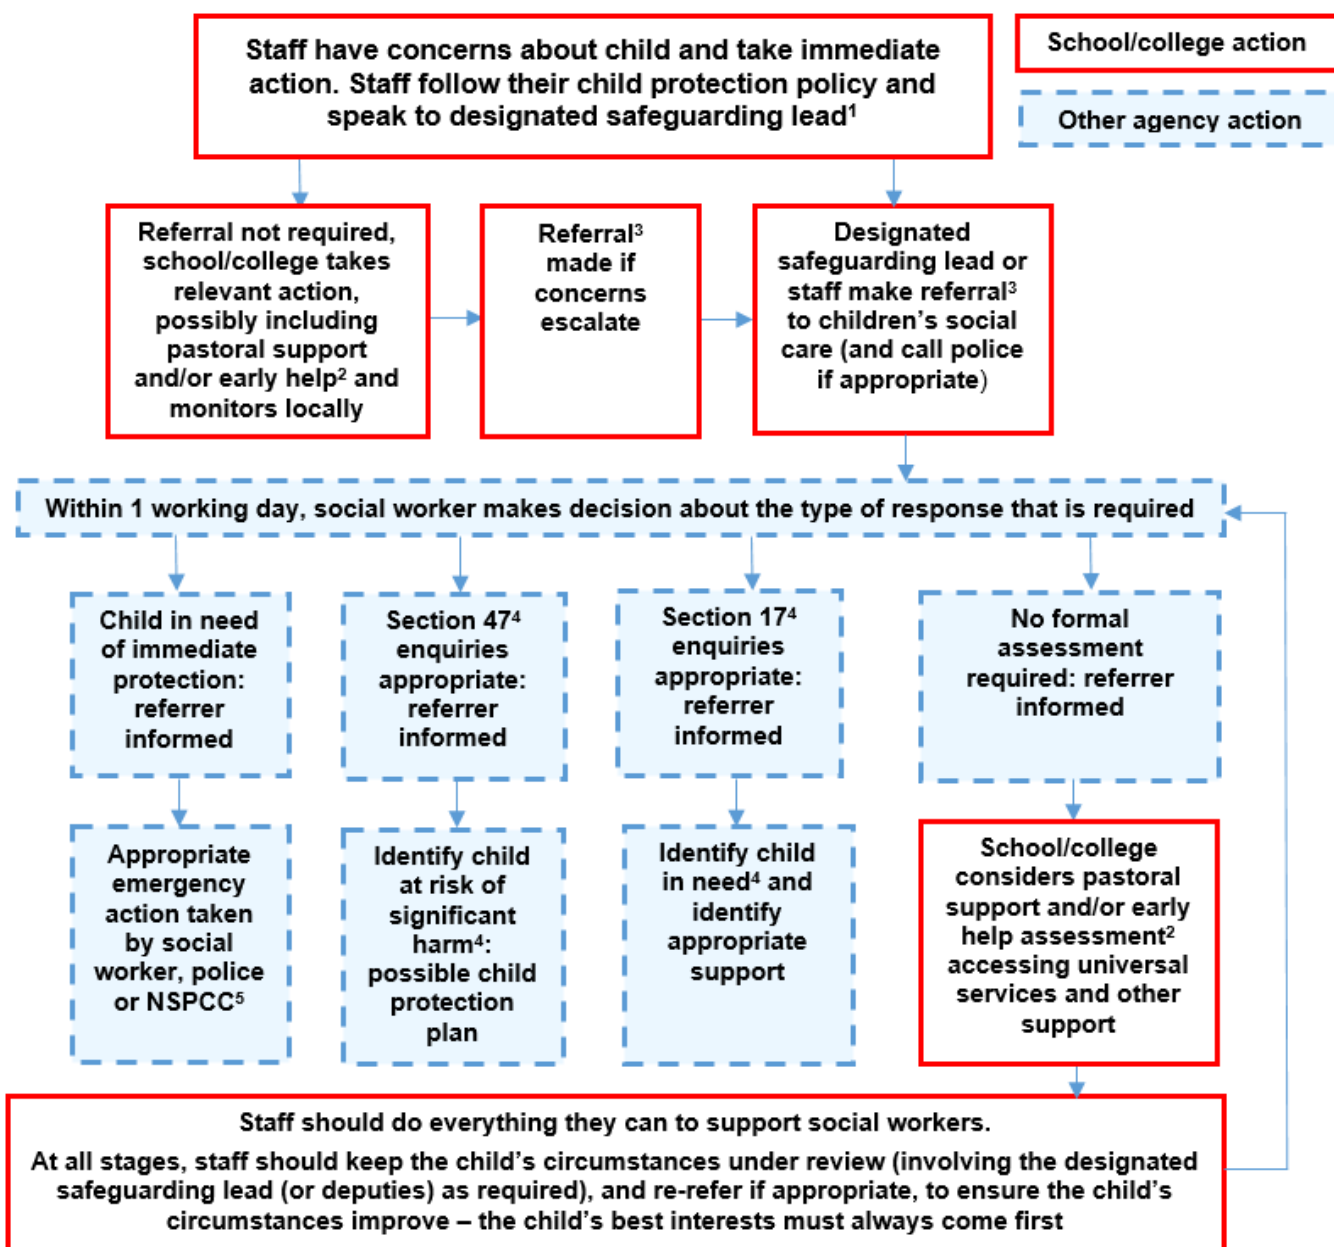 Staff have concerns about child and take immediate
action. Staff follow their child protection policy and
speak to designated safeguarding lead¹
School/college action
Other agency action
Referral not required,
school/college takes
relevant action,
possibly including
pastoral support
and/or early help² and
monitors locally
Referral³
made if
concerns
escalate
Designated
safeguarding lead or
staff make referral³
to children’s social
care (and call police
if appropriate)
Within 1 working day, social worker makes decision about the type of response that is required
Child in need
of immediate
protection:
referrer
informed
Section 47⁴
enquiries
appropriate:
referrer
informed
Section 17⁴
enquiries
appropriate:
referrer
informed
No formal
assessment
required: referrer
informed
Appropriate
emergency
action taken
by social
worker, police
or NSPCC⁵
Identify child
at risk of
significant
harm⁴:
possible child
protection
plan
Identify child
in need⁴ and
identify
appropriate
support
School/college
considers pastoral
support and/or early
help assessment²
accessing universal
services and other
support
Staff should do everything they can to support social workers.
At all stages, staff should keep the child’s circumstances under review (involving the designated
safeguarding lead (or deputies) as required), and re-refer if appropriate, to ensure the child’s
circumstances improve – the child’s best interests must always come first